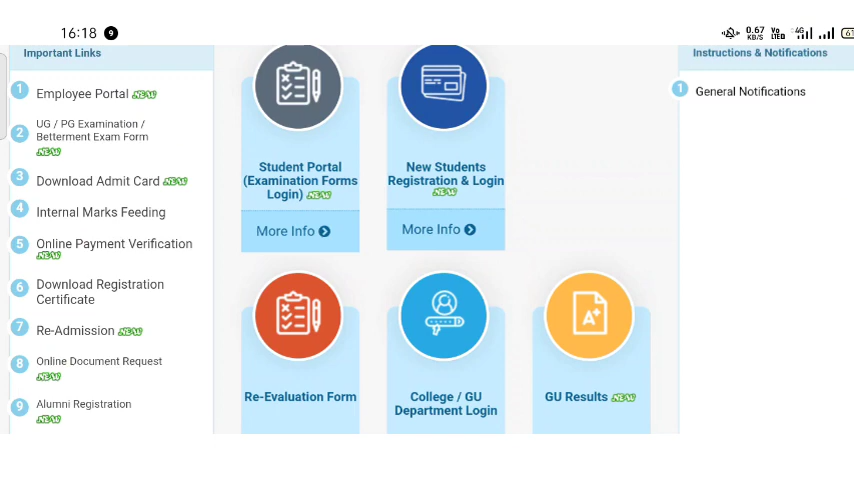 16:18 9
0.67 KB/S Vo LTE 4G 
Important Links
Instructions & Notifications
1 Employee Portal NEW
2 UG / PG Examination /
Betterment Exam Form
NEW
3 Download Admit Card NEW
4 Internal Marks Feeding
5 Online Payment Verification
NEW
6 Download Registration
Certificate
7 Re-Admission NEW
8 Online Document Request
NEW
9 Alumni Registration
NEW
Student Portal
(Examination Forms
Login) NEW
More Info
New Students
Registration & Login
NEW
More Info
Re-Evaluation Form
College / GU
Department Login
A+
GU Results NEW
1 General Notifications